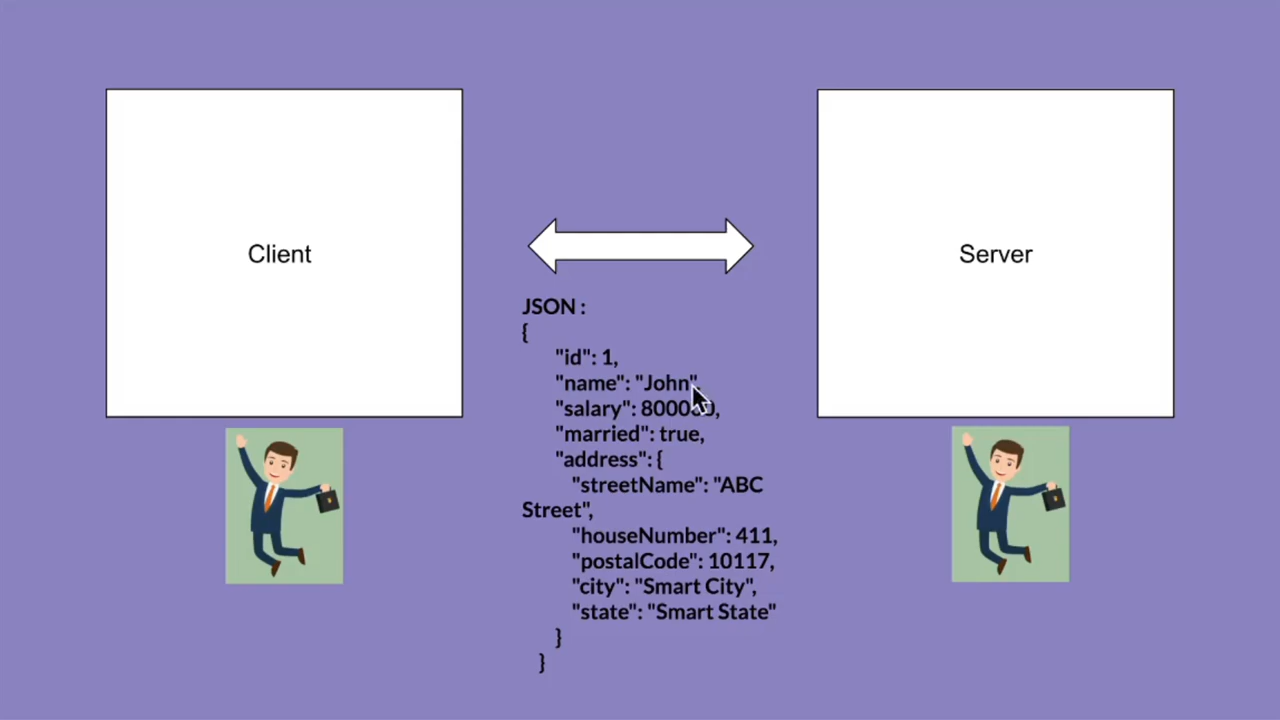 Client
Server
JSON :
{
"id": 1,
"name": "John",
"salary": 800000,
"married": true,
"address": {
"streetName": "ABC
Street",
"houseNumber": 411,
"postalCode": 10117,
"city": "Smart City",
"state": "Smart State"
}
}